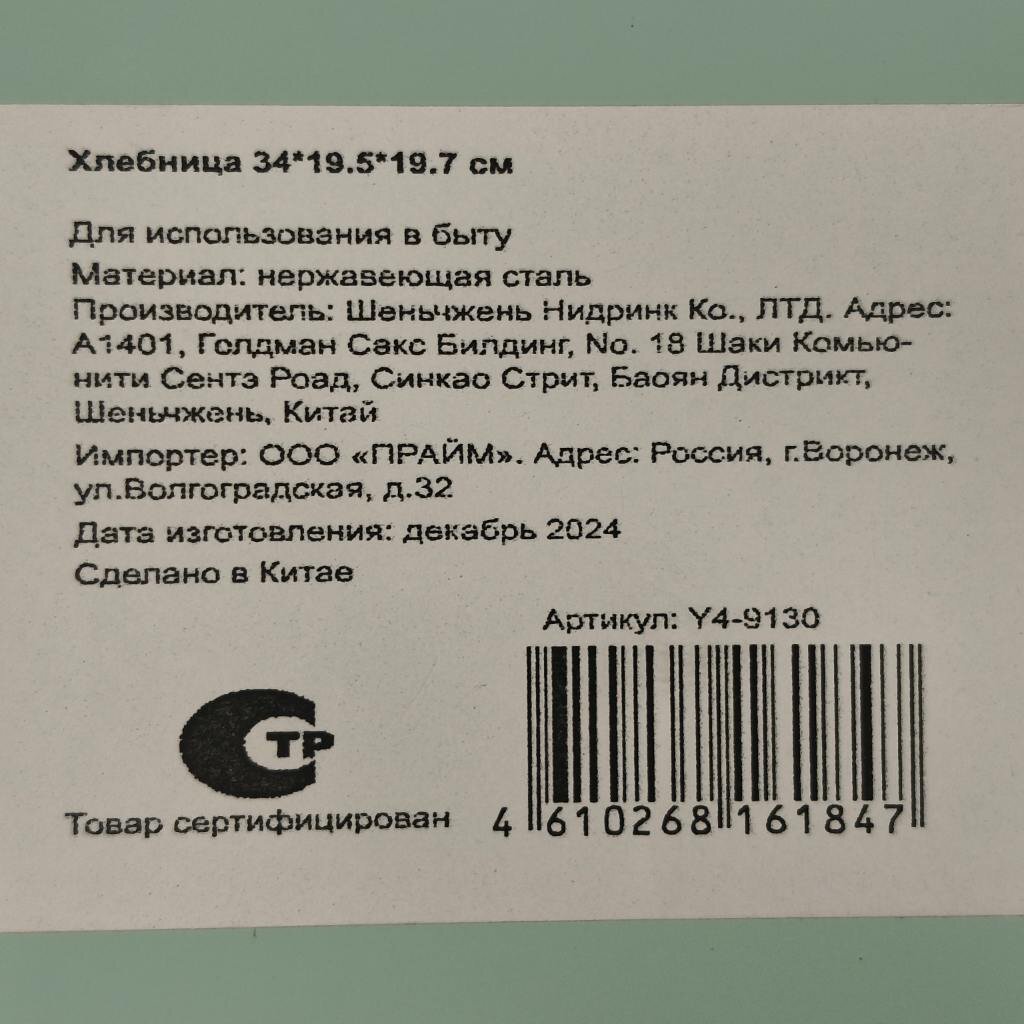 Хлебница 34*19.5*19.7 см
Для использования в быту
Материал: нержавеющая сталь
Производитель: Шеньчжень Нидринк Ко., ЛТД. Адрес:
А1401, Голдман Сакс Билдинг, No. 18 Шаки Комью-
нити Сентэ Роад, Синкао Стрит, Баоян Дистрикт,
Шеньчжень, Китай
Импортер: ООО «ПРАЙМ». Адрес: Россия, г.Воронеж,
ул.Волгоградская, д.32
Дата изготовления: декабрь 2024
Сделано в Китае
Артикул: Y4-9130
ТР
Товар сертифицирован
4 610268 161847